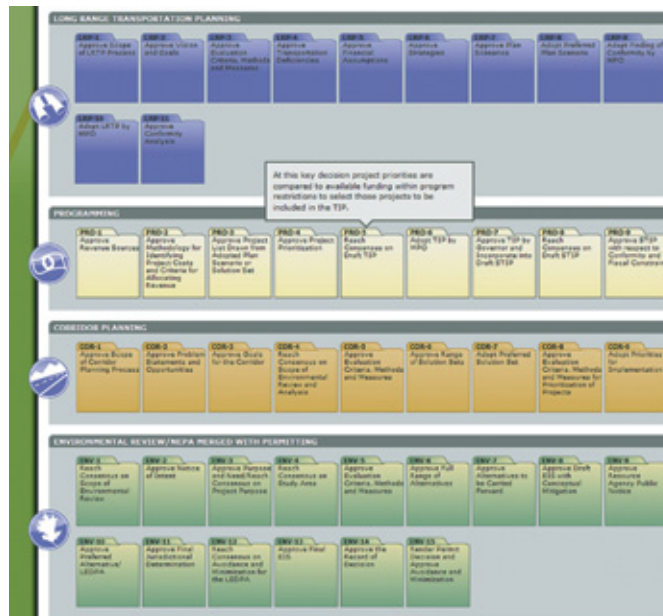 LONG RANGE TRANSPORTATION PLANNING
LRP-1
Approve Scope
of LRTP Process
LRP-2
Approve Vision
and Goals
LRP-3
Approve
Evaluation
Criteria, Methods
and Measures
LRP-4
Approve
Transportation
Deficiencies
LRP-5
Approve
Financial
Assumptions
LRP-6
Approve
Strategies
LRP-7
Approve Plan
Scenarios
LRP-8
Adopt Preferred
Plan Scenario
LRP-9
Adopt Finding of
Conformity by
MPO
LRP-10
Adopt LRTP by
MPO
LRP-11
Approve
Conformity
Analysis
At this key decision project priorities are
compared to available funding within program
restrictions to select those projects to be
included in the TIP.
PROGRAMMING
PRO-1
Approve
Revenue Sources
PRO-2
Approve
Methodology for
Identifying
Project Costs
and Criteria for
Allocating
Revenue
PRO-3
Approve Project
List Drawn from
Adopted Plan
Scenario or
Solution Set
PRO-4
Approve Project
Prioritization
PRO-5
Reach
Consensus on
Draft TIP
PRO-6
Adopt TIP by
MPO
PRO-7
Approve TIP by
Governor and
Incorporate into
Draft STIP
PRO-8
Reach
Consensus on
Draft STIP
PRO-9
Approve STIP
with respect to
Conformity and
Fiscal Constraint
CORRIDOR PLANNING
COR-1
Approve Scope
of Corridor
Planning Process
COR-2
Approve Problem
Statements and
Opportunities
COR-3
Approve Goals
for the Corridor
COR-4
Reach
Consensus on
Scope of
Environmental
Review and
Analysis
COR-5
Approve
Evaluation
Criteria, Methods
and Measures
COR-6
Approve Range
of Solution Sets
COR-7
Adopt Preferred
Solution Set
COR-8
Approve
Evaluation
Criteria, Methods
and Measures for
Prioritization of
Projects
COR-9
Adopt Priorities
for
Implementation
ENVIRONMENTAL REVIEW/NEPA MERGED WITH PERMITTING
ENV-1
Reach
Consensus on
Scope of
Environmental
Review
ENV-2
Approve Notice
of Intent
ENV-3
Approve Purpose
and Need/Reach
Consensus on
Project Purpose
ENV-4
Reach
Consensus on
Study Area
ENV-5
Approve
Evaluation
Criteria, Methods
and Measures
ENV-6
Approve Full
Range of
Alternatives
ENV-7
Approve
Alternatives to
be Carried
Forward
ENV-8
Approve Draft
EIS with
Conceptual
Mitigation
ENV-9
Approve
Resource
Agency Public
Notice
ENV-10
Approve
Preferred
Alternative/
LEDPA
ENV-11
Approve Final
Jurisdictional
Determination
ENV-12
Reach
Consensus on
Avoidance and
Minimization for
the LEDPA
ENV-13
Approve Final
EIS
ENV-14
Approve the
Record of
Decision
ENV-15
Render Permit
Decision and
Approve
Avoidance and
Minimization